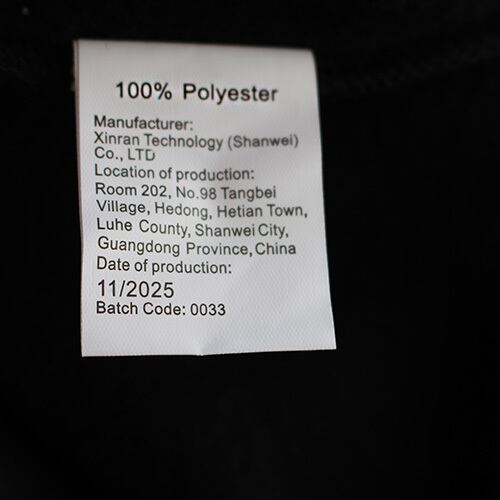 100% Polyester
Manufacturer:
Xinran Technology (Shanwei)
Co., LTD
Location of production:
Room 202, No.98 Tangbei
Village, Hedong, Hetian Town,
Luhe County, Shanwei City,
Guangdong Province, China
Date of production:
11/2025
Batch Code: 0033